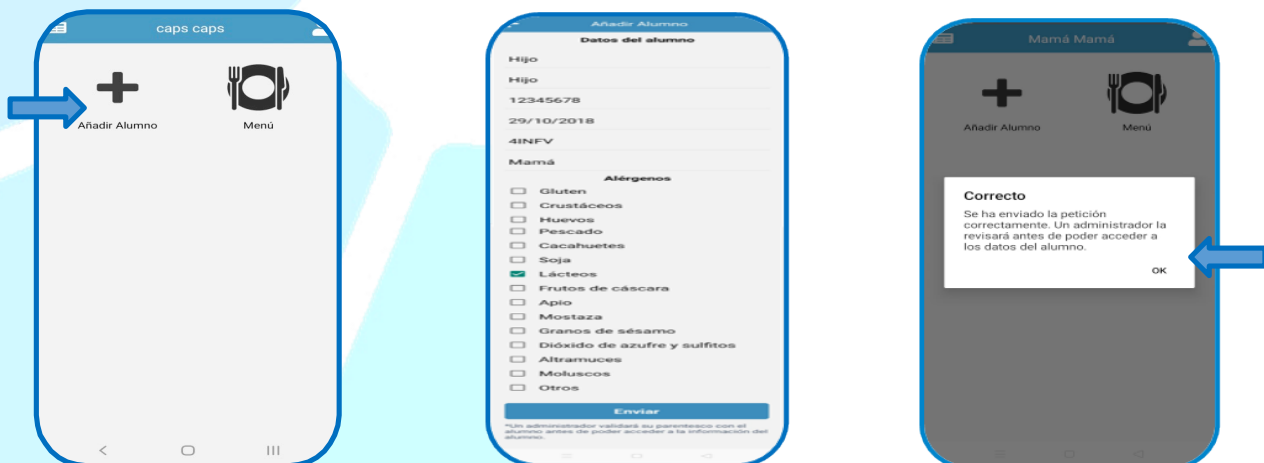 caps caps
Añadir Alumno
Menú
Añadir Alumno
Datos del alumno
Hijo
Hijo
12345678
29/10/2018
4INFV
Mamá
Alérgenos
Gluten
Crustáceos
Huevos
Pescado
Cacahuetes
Soja
Lácteos
Frutos de cáscara
Apio
Mostaza
Granos de sésamo
Dióxido de azufre y sulfitos
Altramuces
Moluscos
Otros
Enviar
*Un administrador validará su parentesco con el
alumno antes de poder acceder a la información del
alumno.
Mamá Mamá
Añadir Alumno
Menú
Correcto
Se ha enviado la petición
correctamente. Un administrador la
revisará antes de poder acceder a
los datos del alumno.
OK